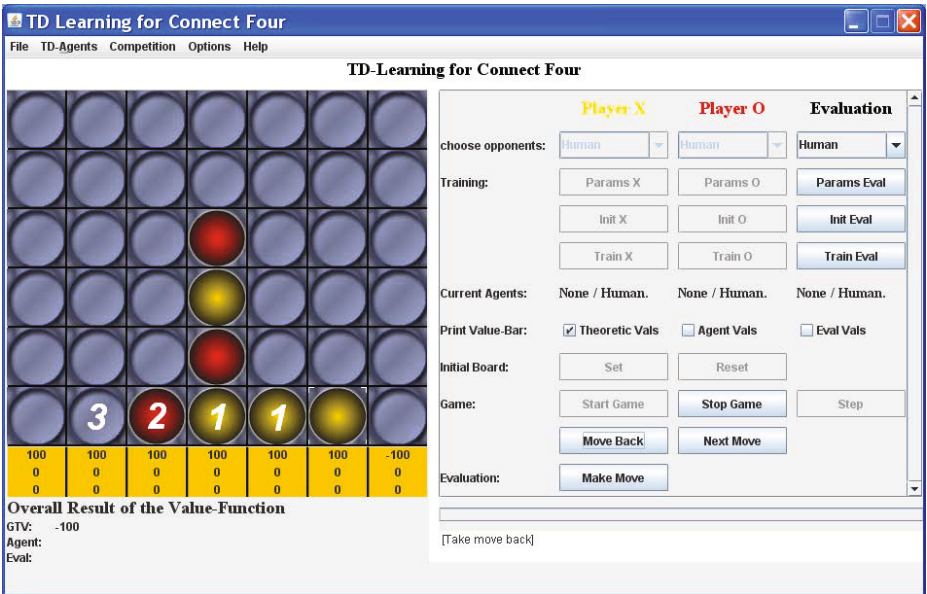 TD Learning for Connect Four
File TD-Agents Competition Options Help
TD-Learning for Connect Four
Player X Player O Evaluation
choose opponents: Human Human Human
Training: Params X Params O Params Eval
Init X Init O Init Eval
Train X Train O Train Eval
Current Agents: None / Human. None / Human. None / Human.
Print Value-Bar: Theoretic Vals Agent Vals Eval Vals
Initial Board: Set Reset
Game: Start Game Stop Game Step
Move Back Next Move
Evaluation: Make Move
3 2 1 1
100 100 100 100 100 100 -100
0 0 0 0 0 0 0
0 0 0 0 0 0 0
Overall Result of the Value-Function
GTV: -100
Agent:
Eval:
[Take move back]